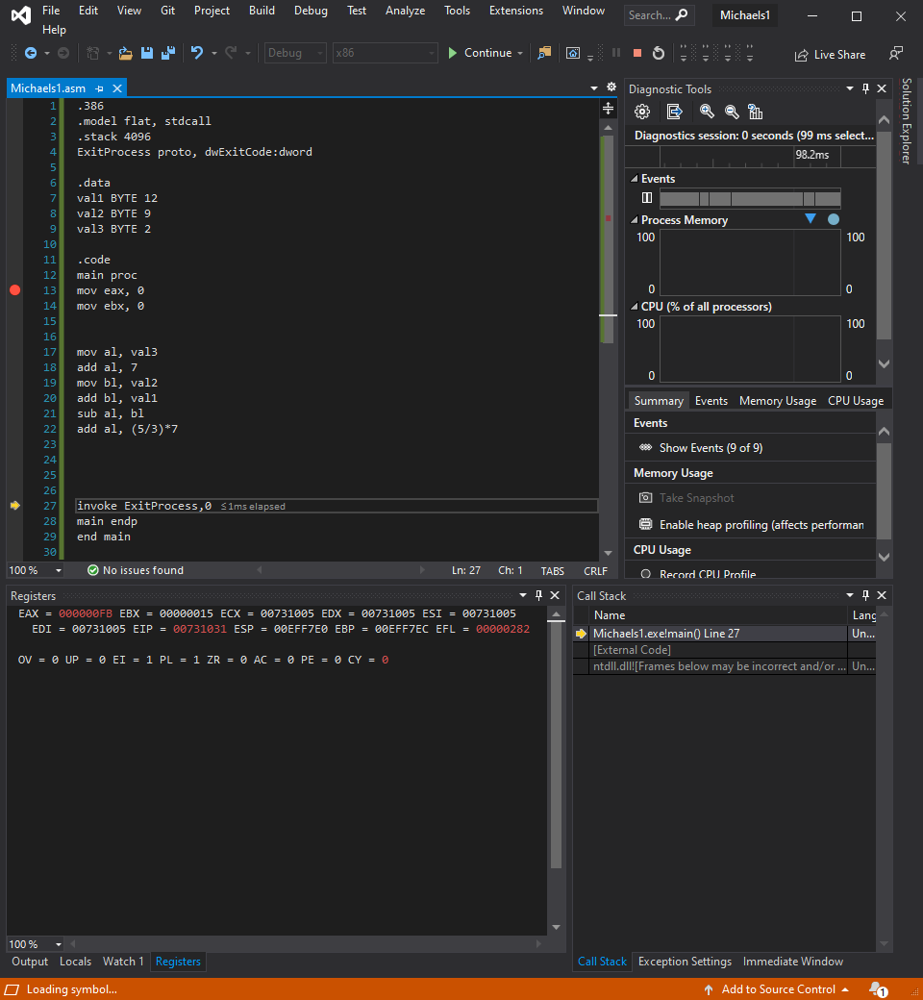 File Edit View Git Project Build Debug Test Analyze Tools Extensions Window Search... Michaels1
Help
Debug x86 Continue Live Share
Michaels1.asm
1 .386
2 .model flat, stdcall
3 .stack 4096
4 ExitProcess proto, dwExitCode:dword
5
6 .data
7 val1 BYTE 12
8 val2 BYTE 9
9 val3 BYTE 2
10
11 .code
12 main proc
13 mov eax, 0
14 mov ebx, 0
15
16
17 mov al, val3
18 add al, 7
19 mov bl, val2
20 add bl, val1
21 sub al, bl
22 add al, (5/3)*7
23
24
25
26
27 invoke ExitProcess,0 ≤1ms elapsed
28 main endp
29 end main
30
100 % No issues found Ln: 27 Ch: 1 TABS CRLF
Diagnostic Tools
Diagnostics session: 0 seconds (99 ms select...
98.2ms
Events
Process Memory
100 100
0 0
CPU (% of all processors)
100 100
0 0
Summary Events Memory Usage CPU Usage
Events
Show Events (9 of 9)
Memory Usage
Take Snapshot
Enable heap profiling (affects performan
CPU Usage
Record CPU Profile
Solution Explorer
Registers
EAX = 000000FB EBX = 00000015 ECX = 00731005 EDX = 00731005 ESI = 00731005
EDI = 00731005 EIP = 00731031 ESP = 00EFF7E0 EBP = 00EFF7EC EFL = 00000282
OV = 0 UP = 0 EI = 1 PL = 1 ZR = 0 AC = 0 PE = 0 CY = 0
100 %
Output Locals Watch 1 Registers
Call Stack
Name Lang
Michaels1.exe!main() Line 27 Un...
[External Code]
ntdll.dll![Frames below may be incorrect and/or ... Un...
Call Stack Exception Settings Immediate Window
Loading symbol... Add to Source Control 1